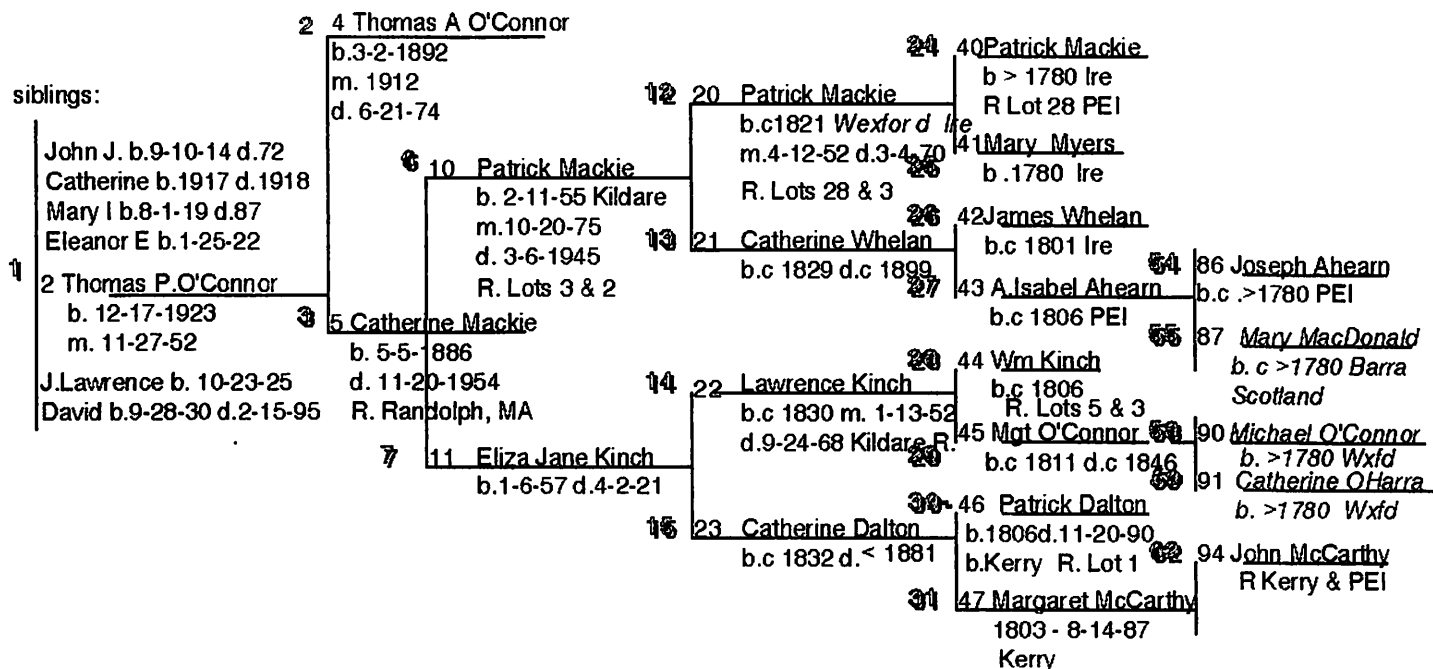 siblings:
John J. b.9-10-14 d.72
Catherine b.1917 d.1918
Mary I b.8-1-19 d.87
Eleanor E b.1-25-22
1
2 Thomas P.O'Connor
b. 12-17-1923
m. 11-27-52
J.Lawrence b. 10-23-25
David b.9-28-30 d.2-15-95
2 4 Thomas A O'Connor
b.3-2-1892
m. 1912
d. 6-21-74
3 5 Catherine Mackie
b. 5-5-1886
d. 11-20-1954
R. Randolph, MA
6 10 Patrick Mackie
b. 2-11-55 Kildare
m.10-20-75
d. 3-6-1945
R. Lots 3 & 2
7 11 Eliza Jane Kinch
b.1-6-57 d.4-2-21
12 20 Patrick Mackie
b.c1821 Wexford Ire
m.4-12-52 d.3-4-70
R. Lots 28 & 3
13 21 Catherine Whelan
b.c 1829 d.c 1899
14 22 Lawrence Kinch
b.c 1830 m. 1-13-52
d.9-24-68 Kildare R.
15 23 Catherine Dalton
b.c 1832 d.< 1881
24 40 Patrick Mackie
b > 1780 Ire
R Lot 28 PEI
25 41 Mary Myers
b .1780 Ire
26 42 James Whelan
b.c 1801 Ire
27 43 A.Isabel Ahearn
b.c 1806 PEI
44 Wm Kinch
b.c 1806
R. Lots 5 & 3
45 Mgt O'Connor
b.c 1811 d.c 1846
30 46 Patrick Dalton
b.1806d.11-20-90
b.Kerry R. Lot 1
31 47 Margaret McCarthy
1803 - 8-14-87
Kerry
54 86 Joseph Ahearn
b.c .>1780 PEI
55 87 Mary MacDonald
b. c >1780 Barra
Scotland
90 Michael O'Connor
b. >1780 Wxfd
91 Catherine OHarra
b. >1780 Wxfd
62 94 John McCarthy
R Kerry & PEI